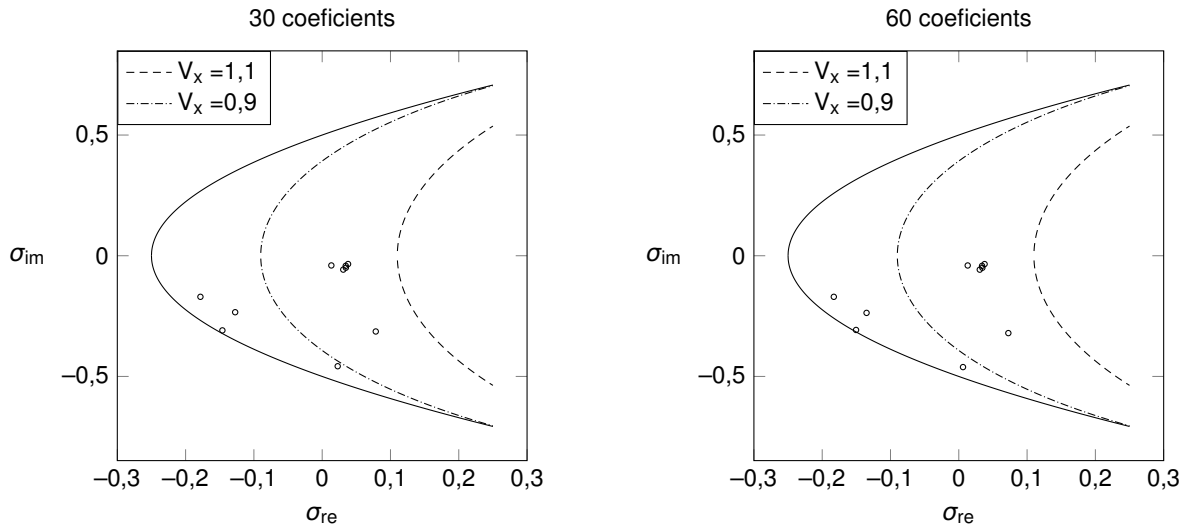 30 coeficients
V_x =1,1
V_x =0,9
0,5
0
−0,5
σ_im
−0,3 −0,2 −0,1 0 0,1 0,2 0,3
σ_re
60 coeficients
V_x =1,1
V_x =0,9
0,5
0
−0,5
σ_im
−0,3 −0,2 −0,1 0 0,1 0,2 0,3
σ_re